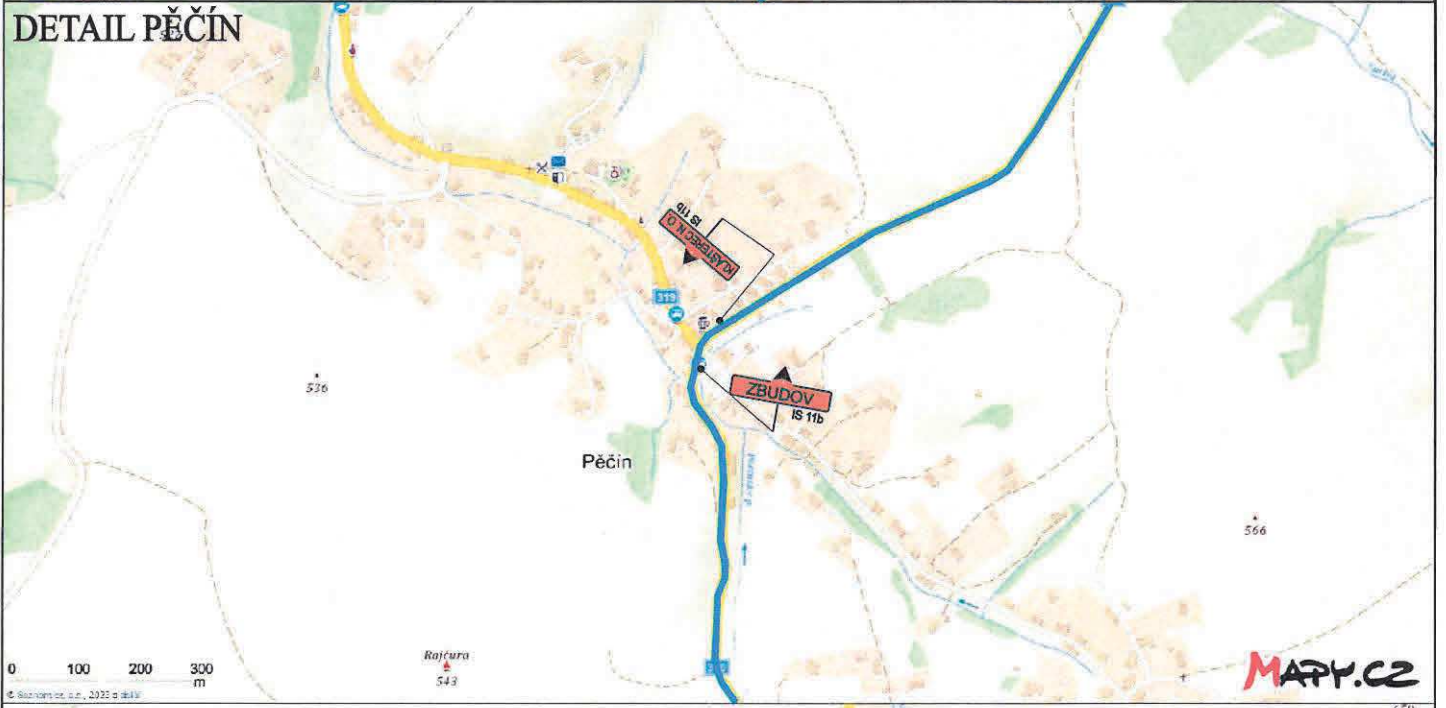 DETAIL PĚČÍN
IS 11b
KLÁŠTEREC N. O.
319
ZBUDOV
IS 11b
536
Pěčín
566
Rajčura
543
0 100 200 300
m
MAPY.CZ